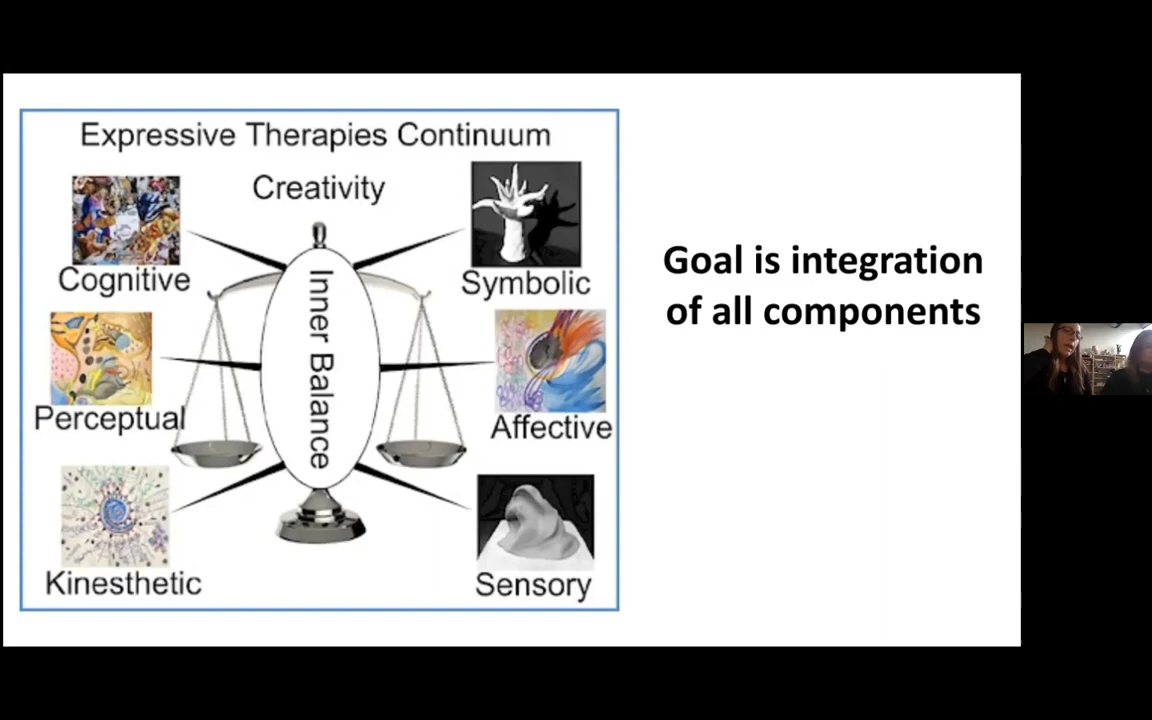 Expressive Therapies Continuum
Creativity
Cognitive
Symbolic
Inner Balance
Perceptual
Affective
Kinesthetic
Sensory
Goal is integration
of all components